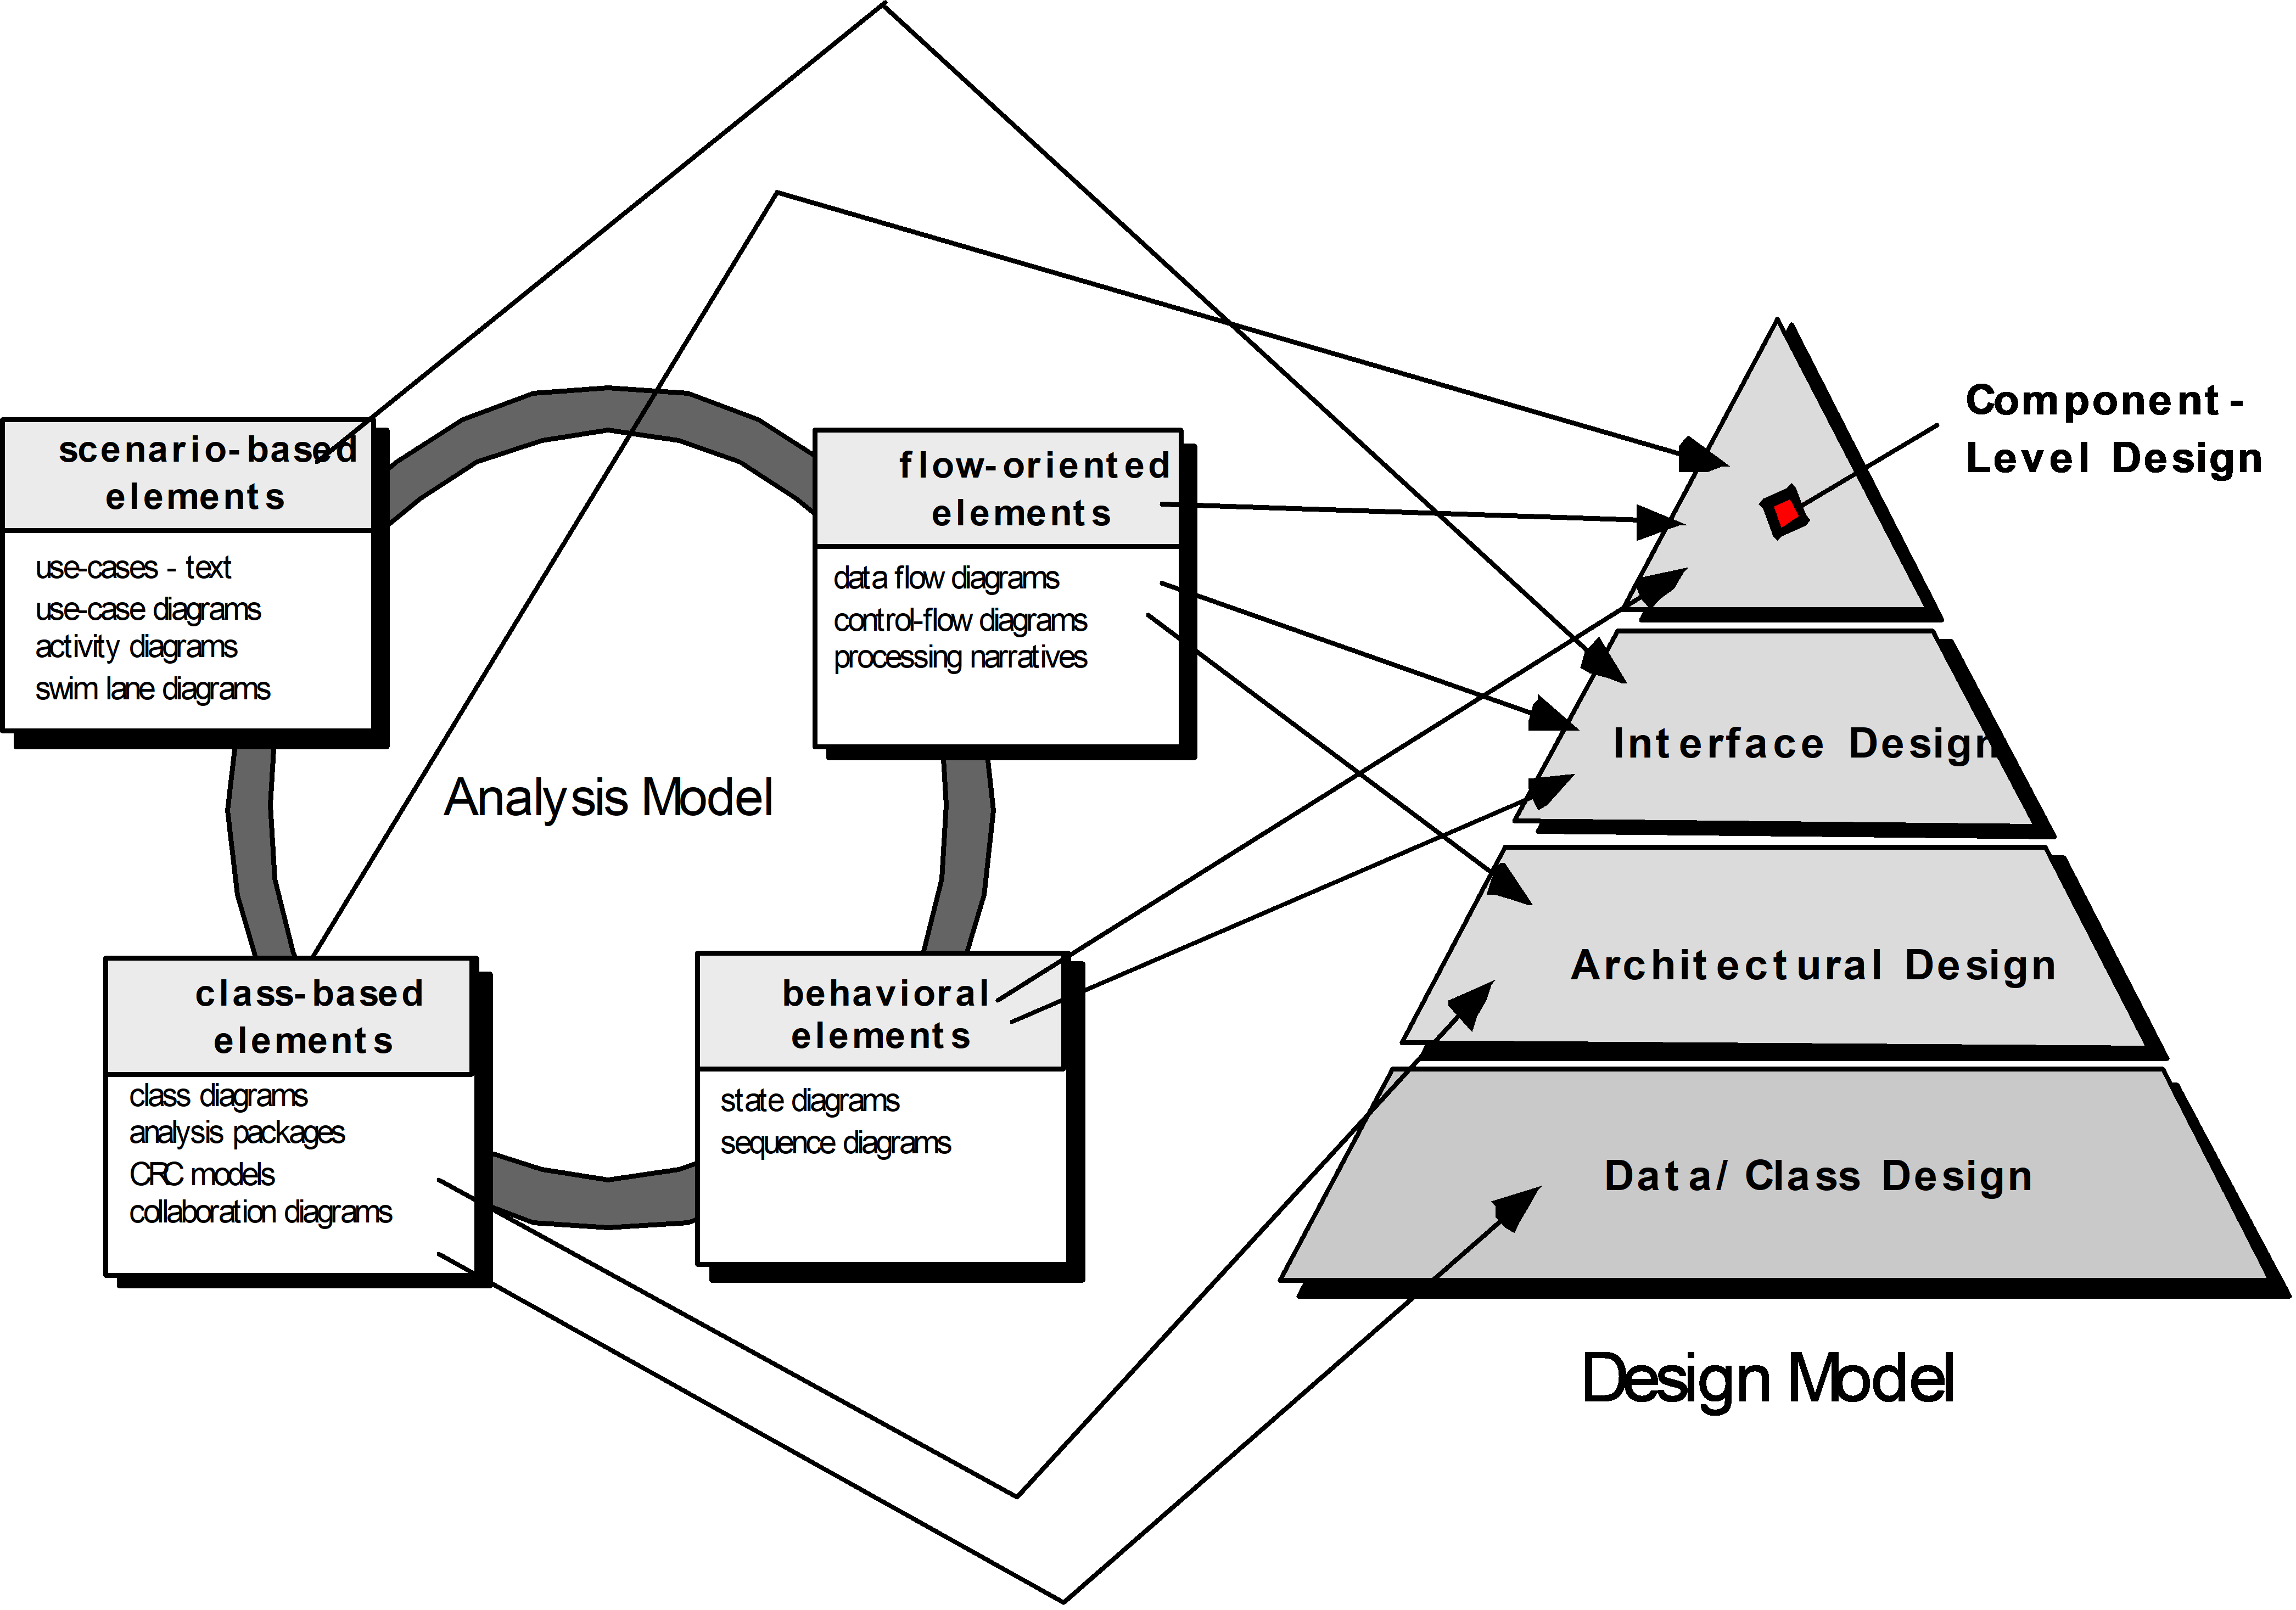 scenario-based
elements
use-cases - text
use-case diagrams
activity diagrams
swim lane diagrams
flow-oriented
elements
data flow diagrams
control-flow diagrams
processing narratives
Analysis Model
class-based
elements
class diagrams
analysis packages
CRC models
collaboration diagrams
behavioral
elements
state diagrams
sequence diagrams
Component-
Level Design
Interface Design
Architectural Design
Data/ Class Design
Design Model